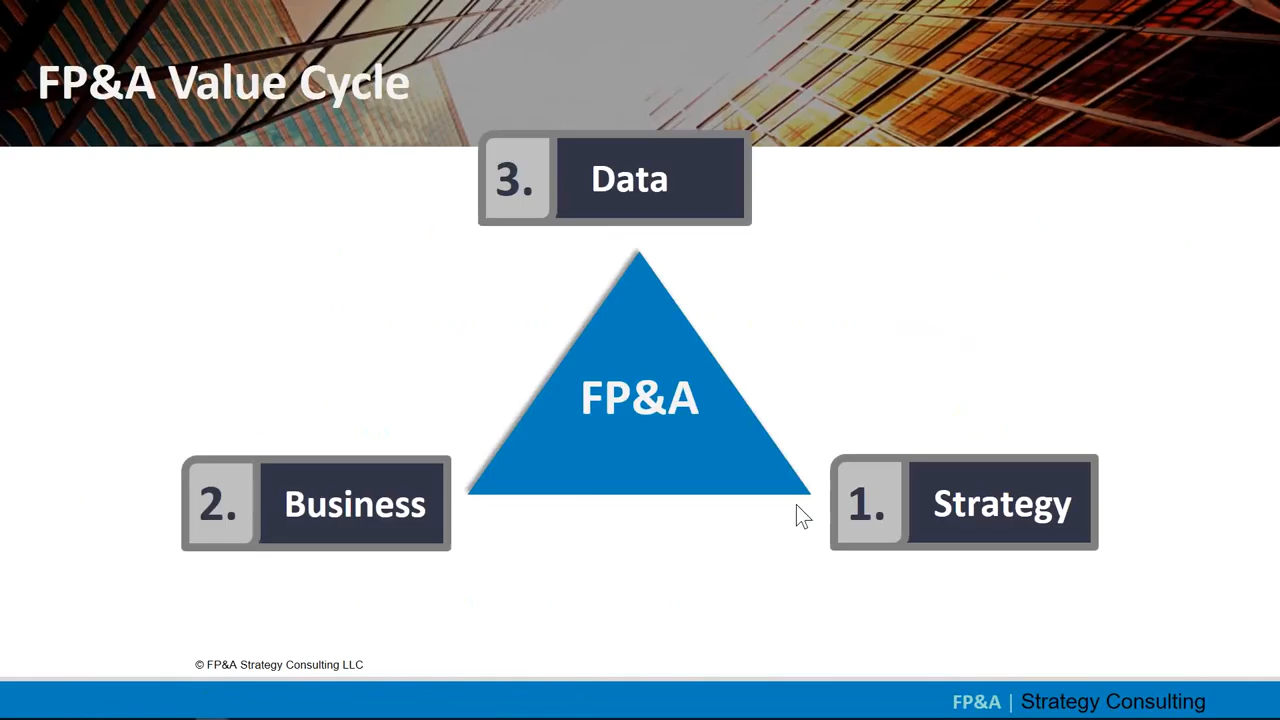 FP&A Value Cycle
3. Data
FP&A
2. Business
1. Strategy
© FP&A Strategy Consulting LLC
FP&A | Strategy Consulting